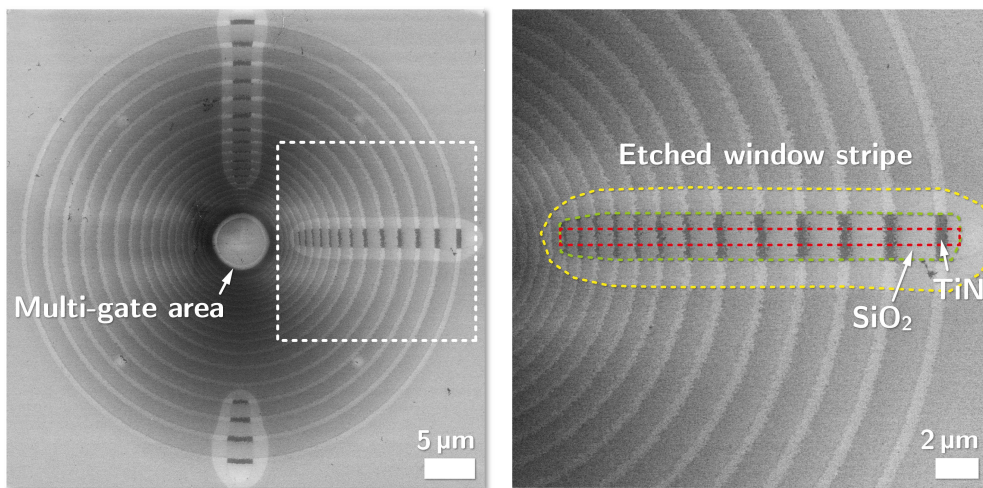 Multi-gate area
5 µm
Etched window stripe
TiN
SiO₂
2 µm